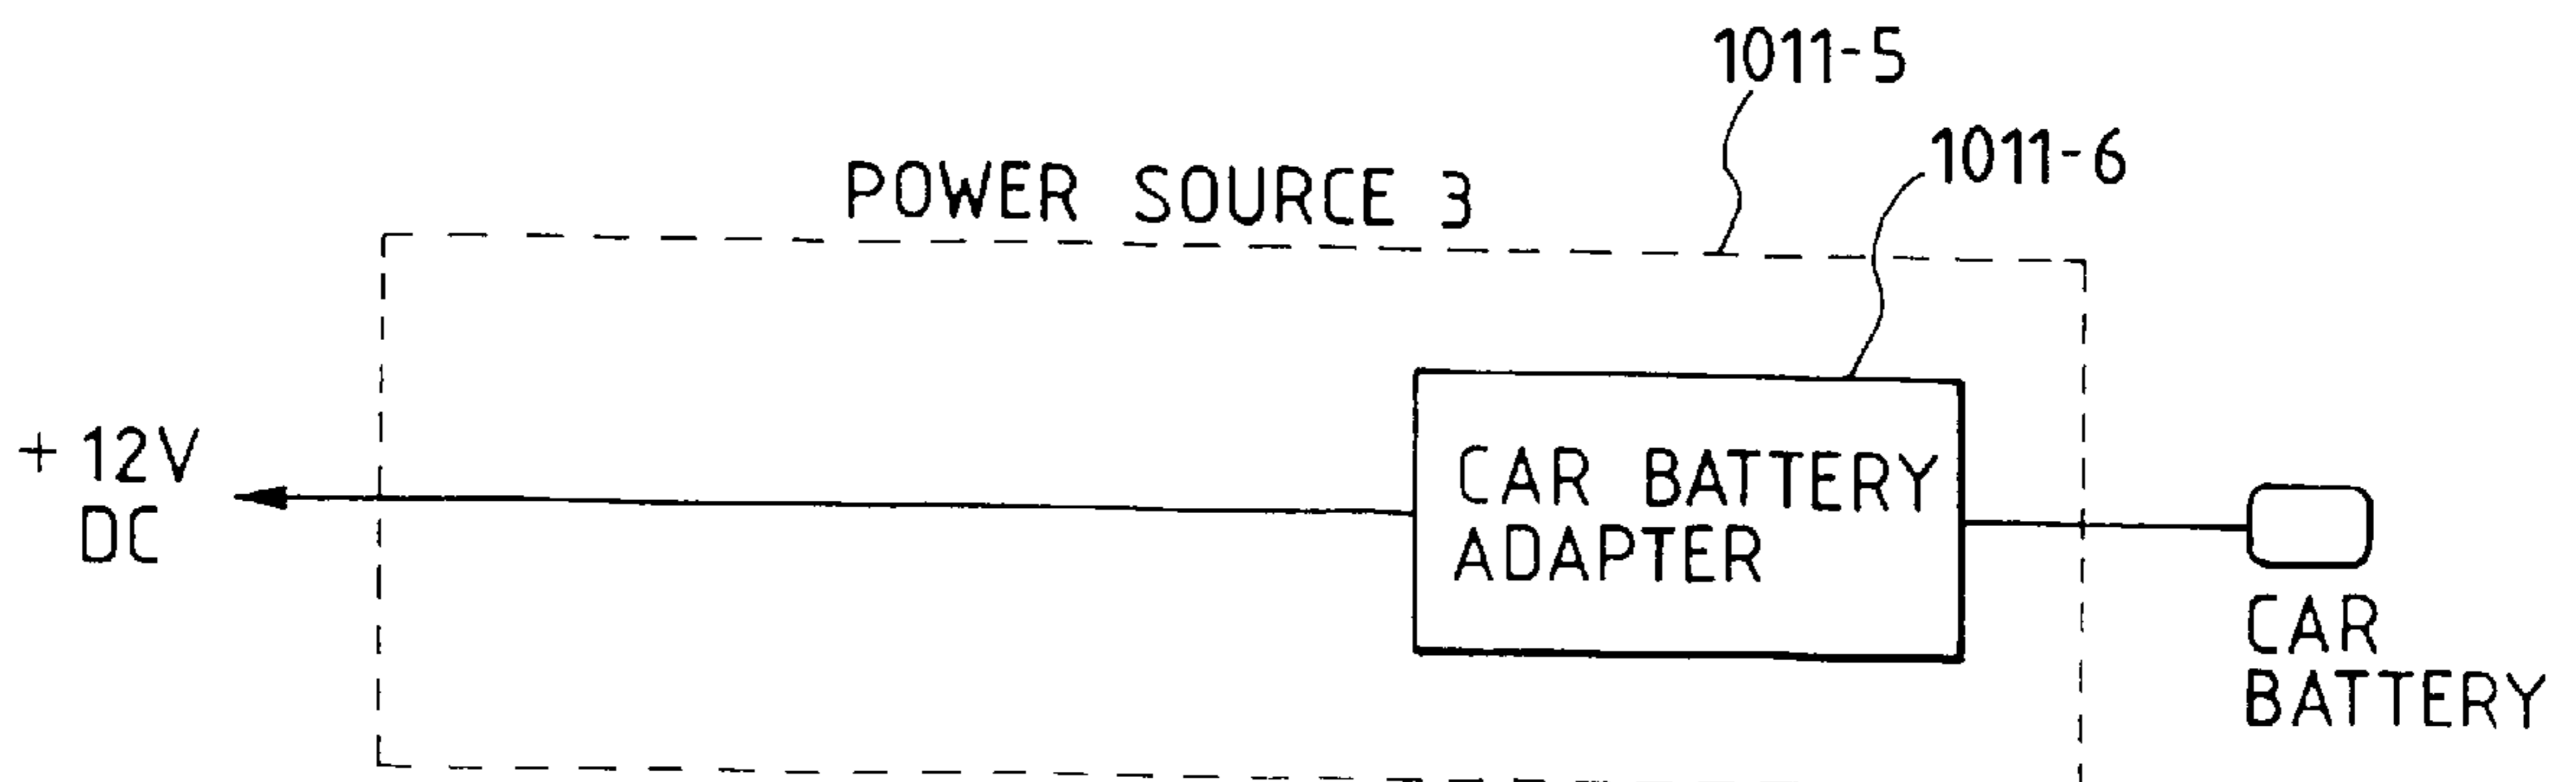 1011-5
1011-6
POWER SOURCE 3
+12V
DC
CAR BATTERY
ADAPTER
CAR
BATTERY